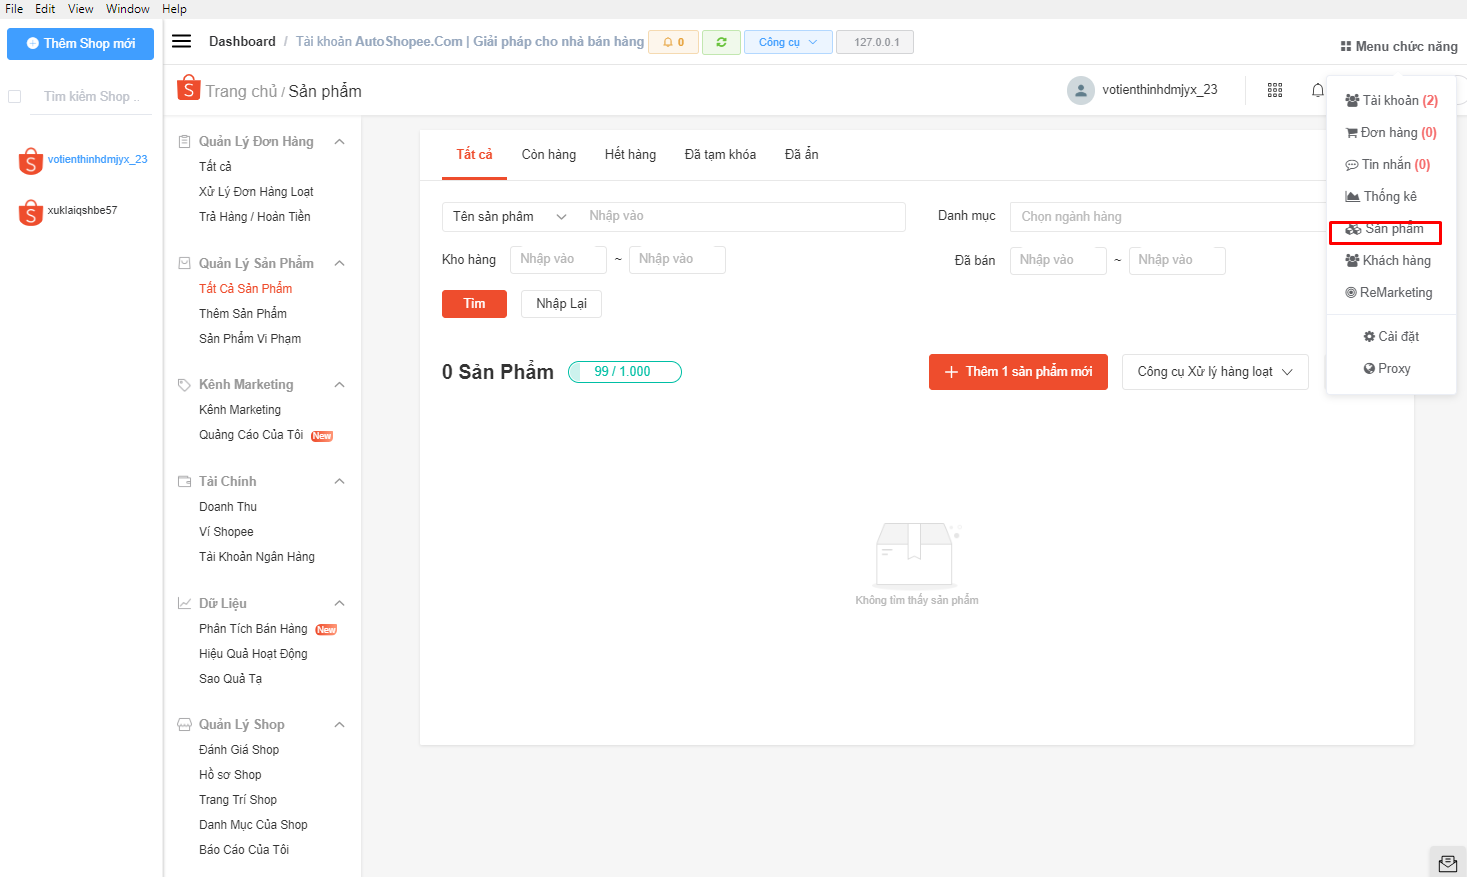 File Edit View Window Help
Thêm Shop mới
Dashboard / Tài khoản AutoShopee.Com | Giải pháp cho nhà bán hàng 0 Công cụ 127.0.0.1
Menu chức năng
Tìm kiếm Shop ..
votienthinhdmjyx_23
xuklaiqshbe57
Trang chủ / Sản phẩm
votienthinhdmjyx_23
Tài khoản (2)
Đơn hàng (0)
Tin nhắn (0)
Thống kê
Sản phẩm
Khách hàng
ReMarketing
Cài đặt
Proxy
Quản Lý Đơn Hàng
Tất cả
Xử Lý Đơn Hàng Loạt
Trả Hàng / Hoàn Tiền
Quản Lý Sản Phẩm
Tất Cả Sản Phẩm
Thêm Sản Phẩm
Sản Phẩm Vi Phạm
Kênh Marketing
Kênh Marketing
Quảng Cáo Của Tôi New
Tài Chính
Doanh Thu
Ví Shopee
Tài Khoản Ngân Hàng
Dữ Liệu
Phân Tích Bán Hàng New
Hiệu Quả Hoạt Động
Sao Quả Tạ
Quản Lý Shop
Đánh Giá Shop
Hồ sơ Shop
Trang Trí Shop
Danh Mục Của Shop
Báo Cáo Của Tôi
Tất cả Còn hàng Hết hàng Đã tạm khóa Đã ẩn
Tên sản phẩm Nhập vào Danh mục Chọn ngành hàng
Kho hàng Nhập vào ~ Nhập vào Đã bán Nhập vào ~ Nhập vào
Tìm Nhập Lại
0 Sản Phẩm 99 / 1.000 Thêm 1 sản phẩm mới Công cụ Xử lý hàng loạt
Không tìm thấy sản phẩm